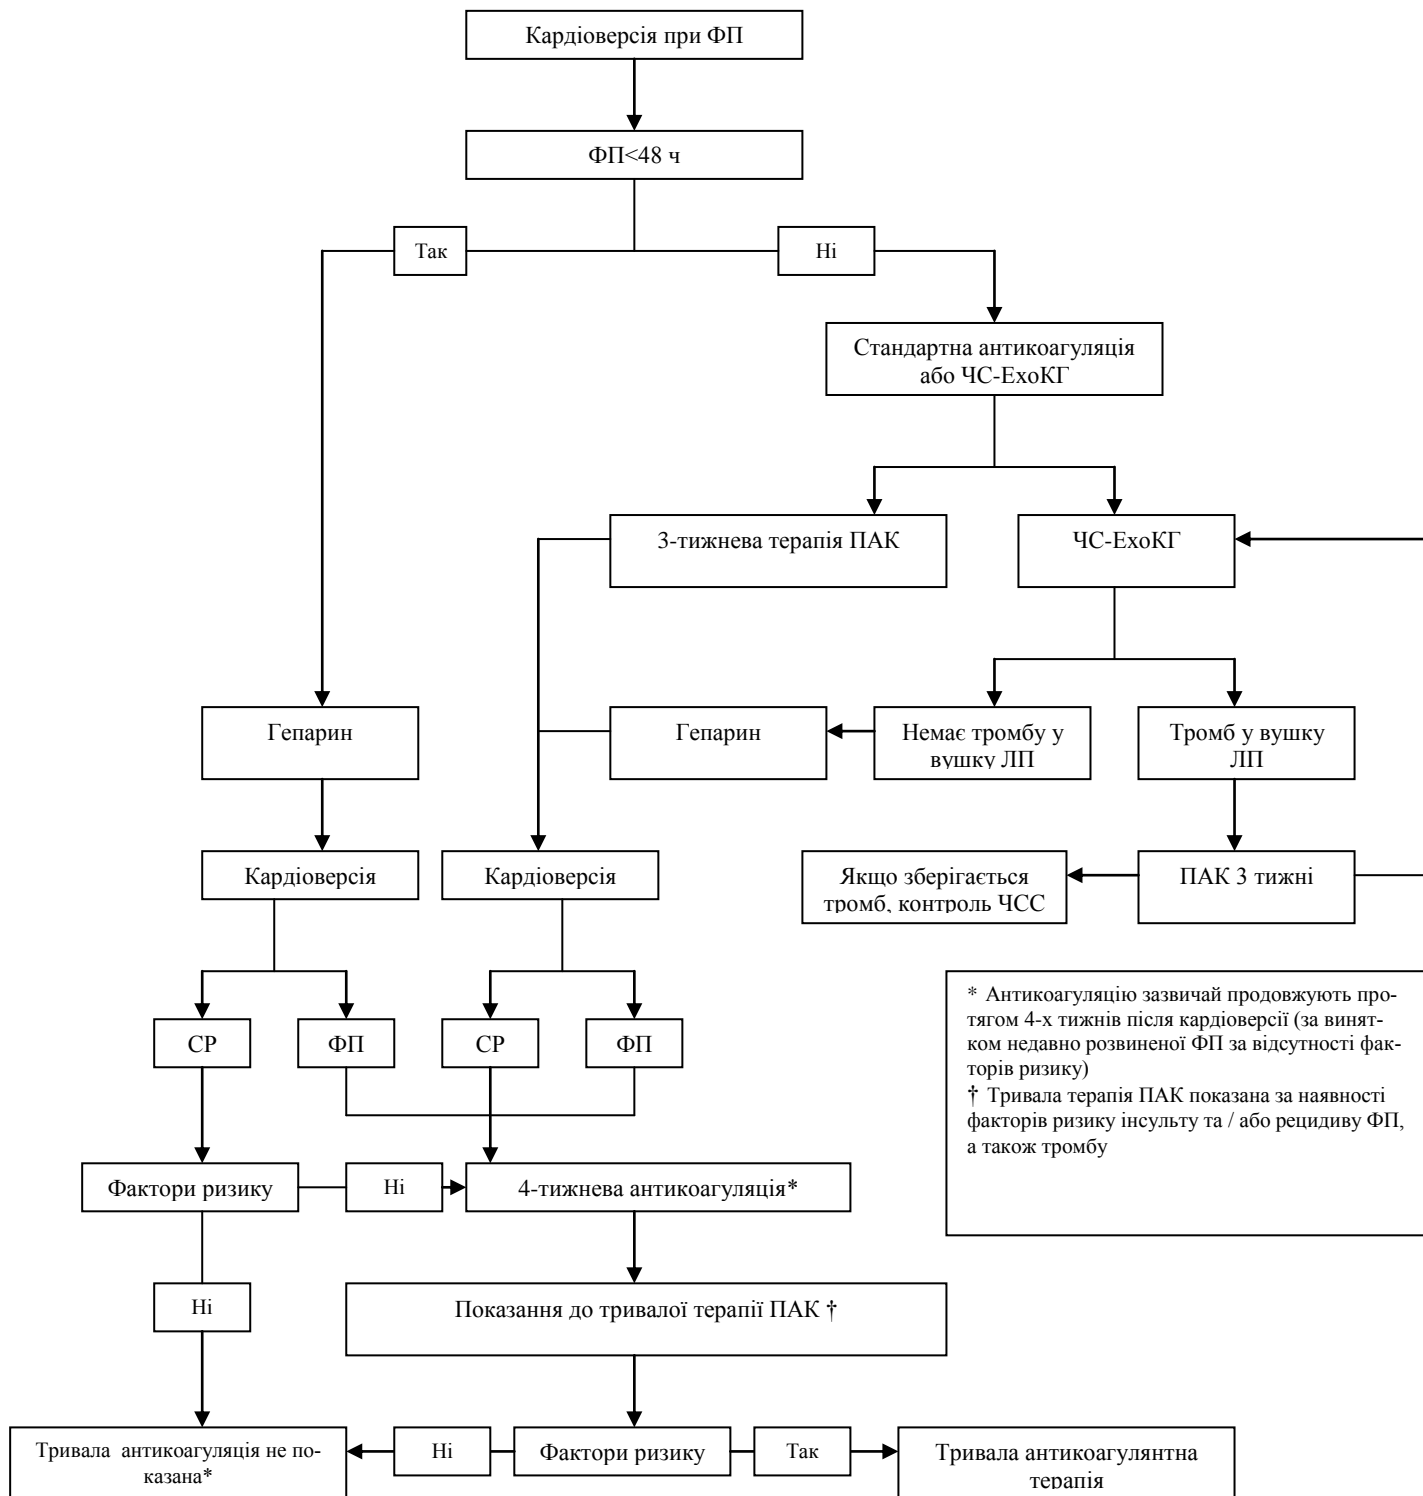 Кардіоверсія при ФП
ФП<48 ч
Так
Ні
Стандартна антикоагуляція
або ЧС-ЕхоКГ
3-тижнева терапія ПАК
ЧС-ЕхоКГ
Гепарин
Гепарин
Немає тромбу у
вушку ЛП
Тромб у вушку
ЛП
Кардіоверсія
Кардіоверсія
Якщо зберігається
тромб, контроль ЧСС
ПАК 3 тижні
СР
ФП
СР
ФП
* Антикоагуляцію зазвичай продовжують про-
тягом 4-х тижнів після кардіоверсії (за винят-
ком недавно розвиненої ФП за відсутності фак-
торів ризику)
† Тривала терапія ПАК показана за наявності
факторів ризику інсульту та / або рецидиву ФП,
а також тромбу
Фактори ризику
Ні
4-тижнева антикоагуляція*
Ні
Показання до тривалої терапії ПАК †
Тривала антикоагуляція не по-
казана*
Ні
Фактори ризику
Так
Тривала антикоагулянтна
терапія